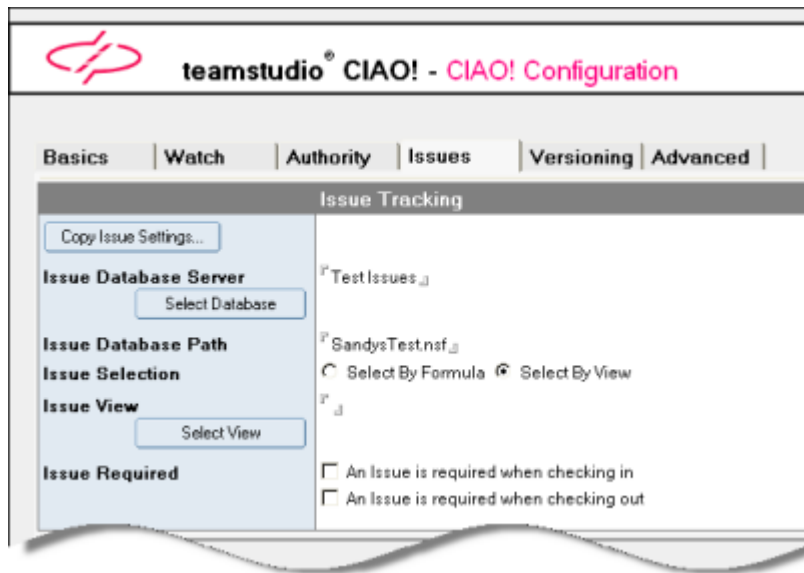 teamstudio® CIAO! - CIAO! Configuration
Basics Watch Authority Issues Versioning Advanced
Issue Tracking
Copy Issue Settings...
Issue Database Server Test Issues
Select Database
Issue Database Path SandysTest.nsf
Issue Selection Select By Formula Select By View
Issue View
Select View
Issue Required An Issue is required when checking in
An Issue is required when checking out